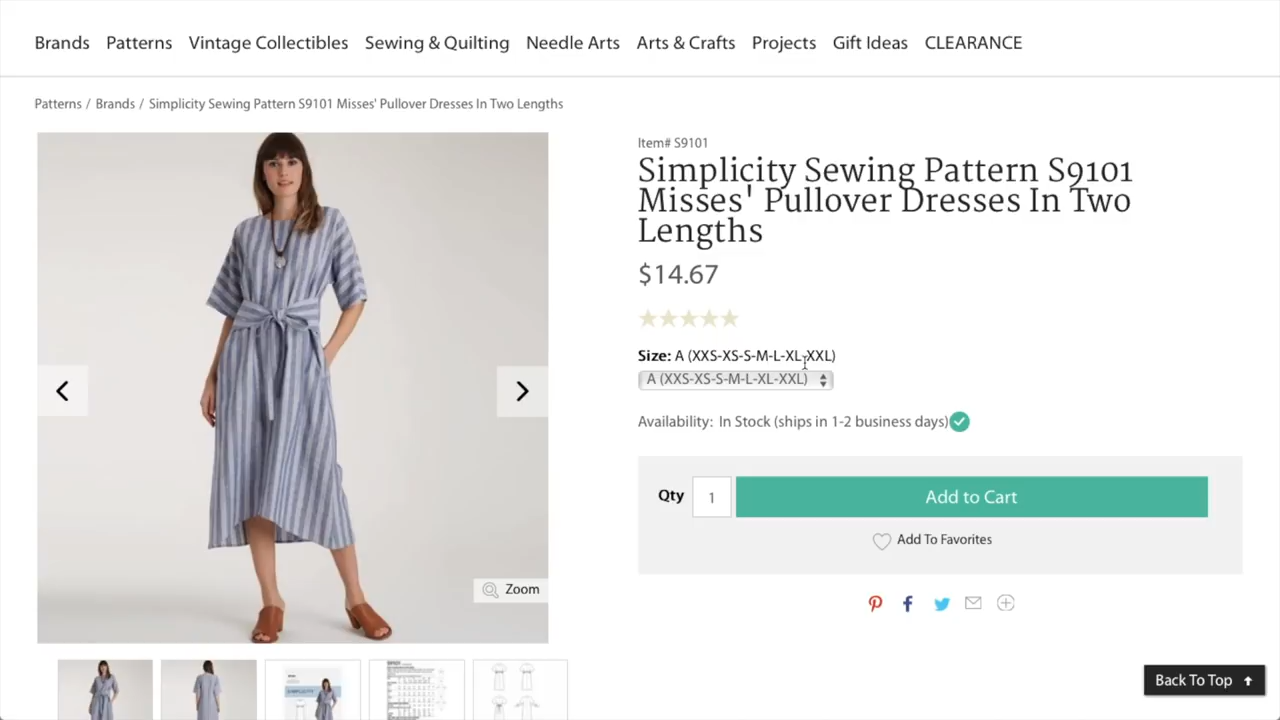 Brands Patterns Vintage Collectibles Sewing & Quilting Needle Arts Arts & Crafts Projects Gift Ideas CLEARANCE
Patterns / Brands / Simplicity Sewing Pattern S9101 Misses' Pullover Dresses In Two Lengths
Item# S9101
Simplicity Sewing Pattern S9101
Misses' Pullover Dresses In Two
Lengths
$14.67
Size: A (XXS-XS-S-M-L-XL-XXL)
A (XXS-XS-S-M-L-XL-XXL)
Availability: In Stock (ships in 1-2 business days)
Qty 1 Add to Cart
Add To Favorites
Zoom
SIMPLICITY
Back To Top